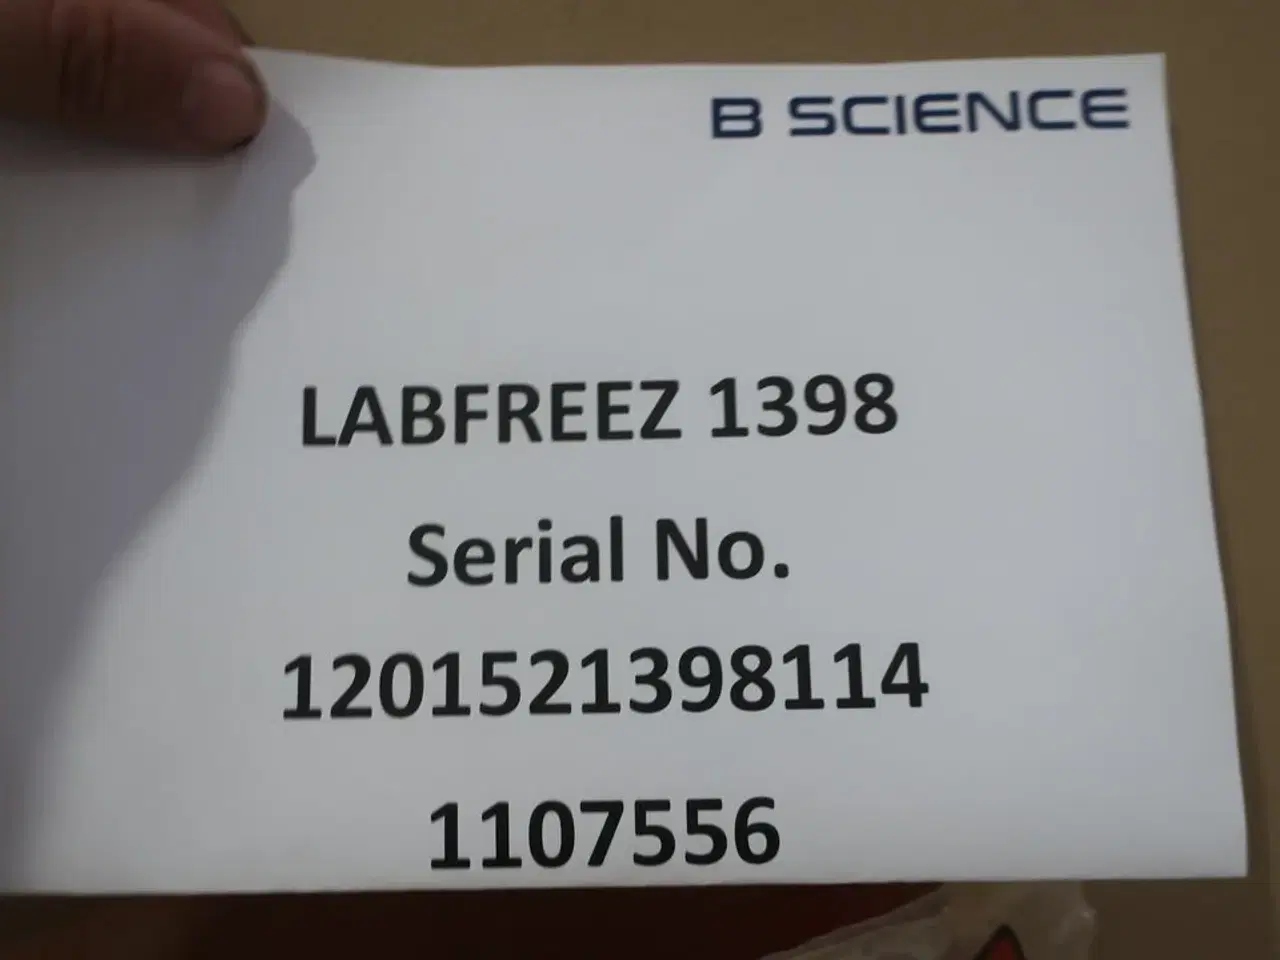 B SCIENCE
LABFREEZ 1398
Serial No.
1201521398114
1107556